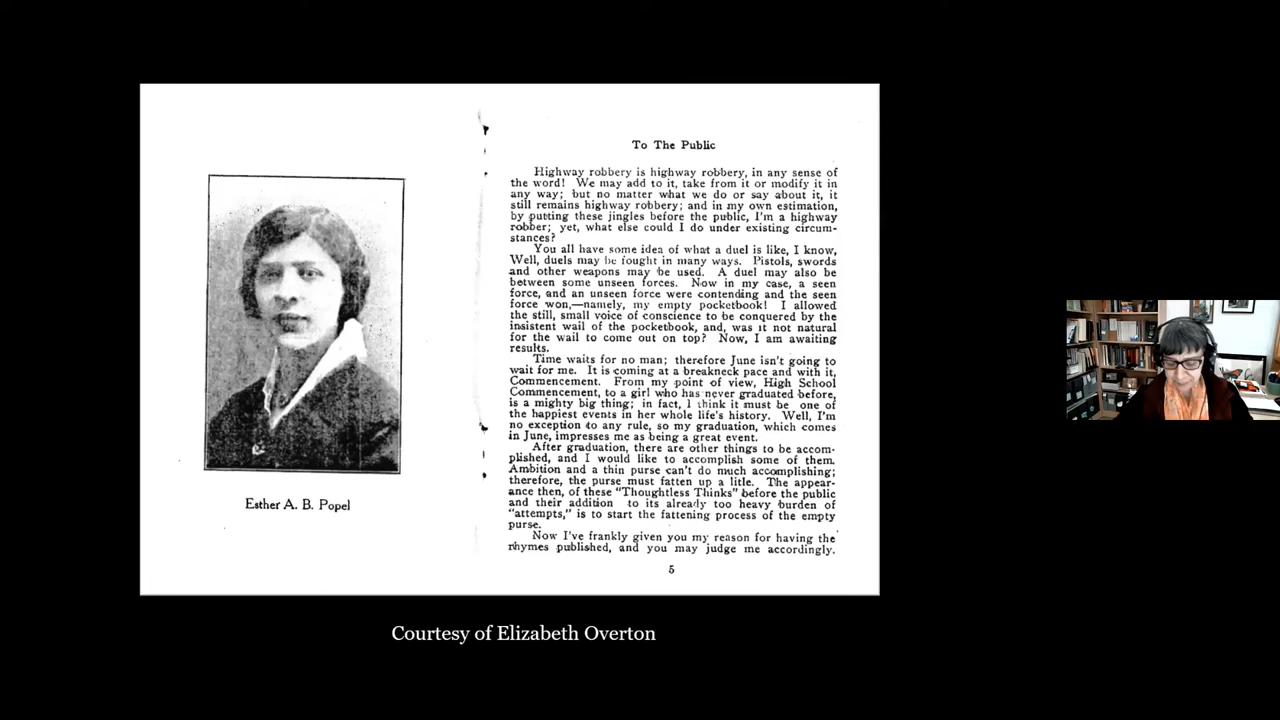 To The Public
Highway robbery is highway robbery, in any sense of
the word! We may add to it, take from it or modify it in
any way; but no matter what we do or say about it, it
still remains highway robbery; and in my own estimation,
by putting these jingles before the public, I'm a highway
robber; yet, what else could I do under existing circum-
stances?
You all have some idea of what a duel is like, I know,
Well, duels may be fought in many ways. Pistols, swords
and other weapons may be used. A duel may also be
between some unseen forces. Now in my case, a seen
force, and an unseen force were contending and the seen
force won,—namely, my empty pocketbook! I allowed
the still, small voice of conscience to be conquered by the
insistent wail of the pocketbook, and, was it not natural
for the wail to come out on top? Now, I am awaiting
results.
Time waits for no man; therefore June isn't going to
wait for me. It is coming at a breakneck pace and with it,
Commencement. From my point of view, High School
Commencement, to a girl who has never graduated before,
is a mighty big thing; in fact, I think it must be one of
the happiest events in her whole life's history. Well, I'm
no exception to any rule, so my graduation, which comes
in June, impresses me as being a great event.
After graduation, there are other things to be accom-
plished, and I would like to accomplish some of them.
Ambition and a thin purse can't do much accomplishing;
therefore, the purse must fatten up a litle. The appear-
ance then, of these "Thoughtless Thinks" before the public
and their addition to its already too heavy burden of
"attempts," is to start the fattening process of the empty
purse.
Now I've frankly given you my reason for having the
rhymes published, and you may judge me accordingly.
5
Esther A. B. Popel
Courtesy of Elizabeth Overton